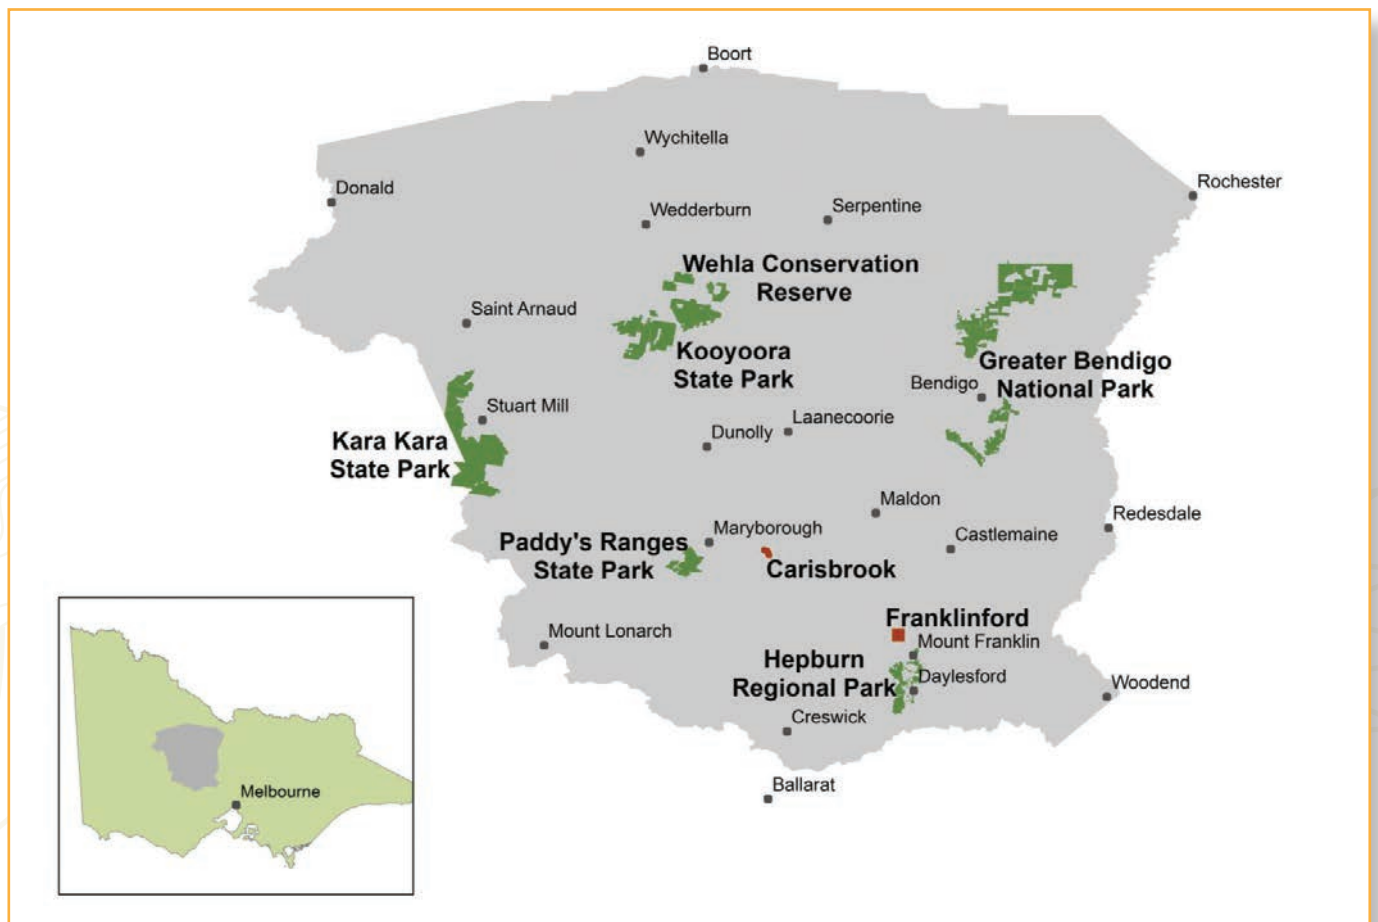 Boort
Wychitella
Rochester
Donald
Wedderburn
Serpentine
Wehla Conservation
Reserve
Saint Arnaud
Kooyoora
State Park
Greater Bendigo
National Park
Bendigo
Stuart Mill
Laanecoorie
Dunolly
Kara Kara
State Park
Maldon
Redesdale
Maryborough
Castlemaine
Paddy's Ranges
State Park
Carisbrook
Franklinford
Mount Lonarch
Mount Franklin
Hepburn
Regional Park
Daylesford
Woodend
Creswick
Ballarat
Melbourne